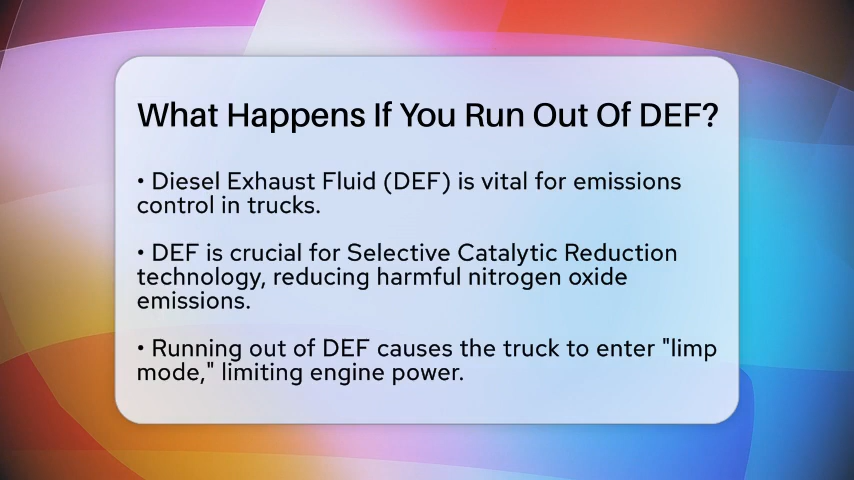 What Happens If You Run Out Of DEF?
• Diesel Exhaust Fluid (DEF) is vital for emissions
control in trucks.
• DEF is crucial for Selective Catalytic Reduction
technology, reducing harmful nitrogen oxide
emissions.
• Running out of DEF causes the truck to enter "limp
mode," limiting engine power.